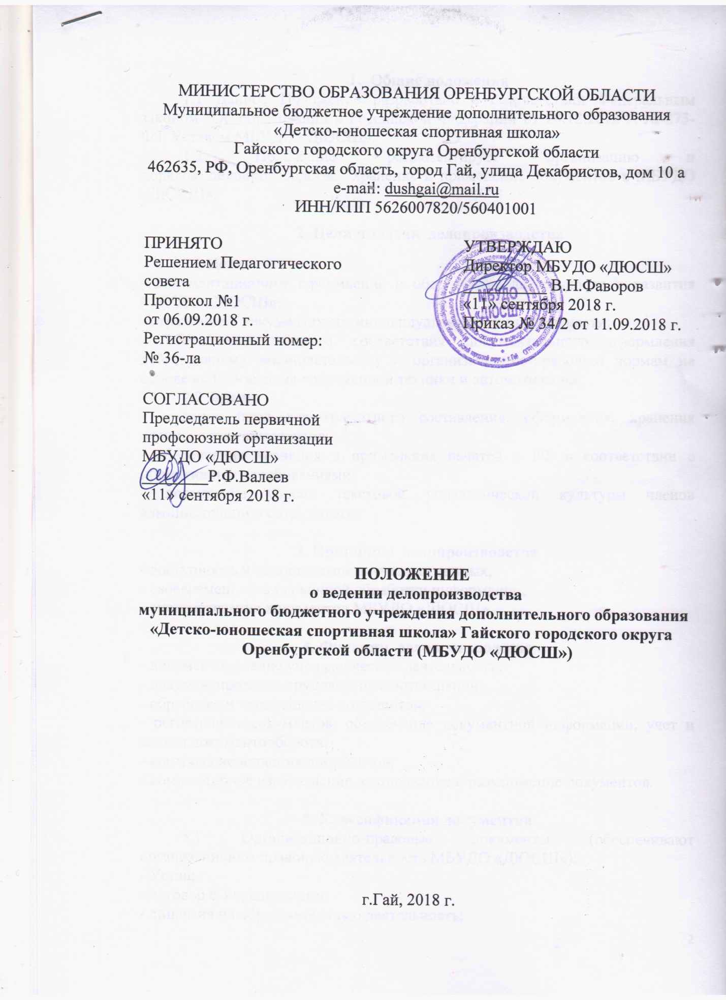 МИНИСТЕРСТВО ОБРАЗОВАНИЯ ОРЕНБУРГСКОЙ ОБЛАСТИ
Муниципальное бюджетное учреждение дополнительного образования
«Детско-юношеская спортивная школа»
Гайского городского округа Оренбургской области
462635, РФ, Оренбургская область, город Гай, улица Декабристов, дом 10 а
e-mail: dushgai@mail.ru
ИНН/КПП 5626007820/560401001
ПРИНЯТО
Решением Педагогического
совета
Протокол №1
от 06.09.2018 г.
Регистрационный номер:
№ 36-ла
УТВЕРЖДАЮ
Директор МБУДО «ДЮСШ»
В.Н.Фаворов
«11» сентября 2018 г.
Приказ № 34/2 от 11.09.2018 г.
МБУДО
«ДЮСШ»
СОГЛАСОВАНО
Председатель первичной
профсоюзной организации
МБУДО «ДЮСШ»
Р.Ф.Валеев
«11» сентября 2018 г.
ПОЛОЖЕНИЕ
о ведении делопроизводства
муниципального бюджетного учреждения дополнительного образования
«Детско-юношеская спортивная школа» Гайского городского округа
Оренбургской области (МБУДО «ДЮСШ»)
г.Гай, 2018 г.